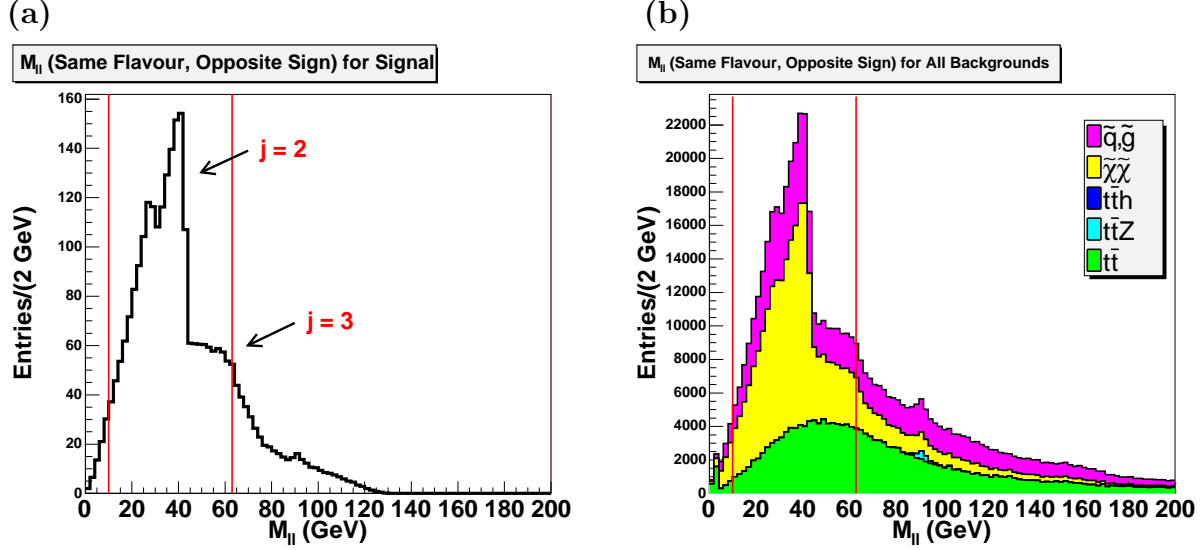 (a)
M_ll (Same Flavour, Opposite Sign) for Signal
Entries/(2 GeV)
160
140
120
100
80
60
40
20
0
j = 2
j = 3
0 20 40 60 80 100 120 140 160 180 200
M_ll (GeV)
(b)
M_ll (Same Flavour, Opposite Sign) for All Backgrounds
Entries/(2 GeV)
22000
20000
18000
16000
14000
12000
10000
8000
6000
4000
2000
0
q̃,g̃
χ̃χ̃
tt̄h
tt̄Z
tt̄
0 20 40 60 80 100 120 140 160 180 200
M_ll (GeV)